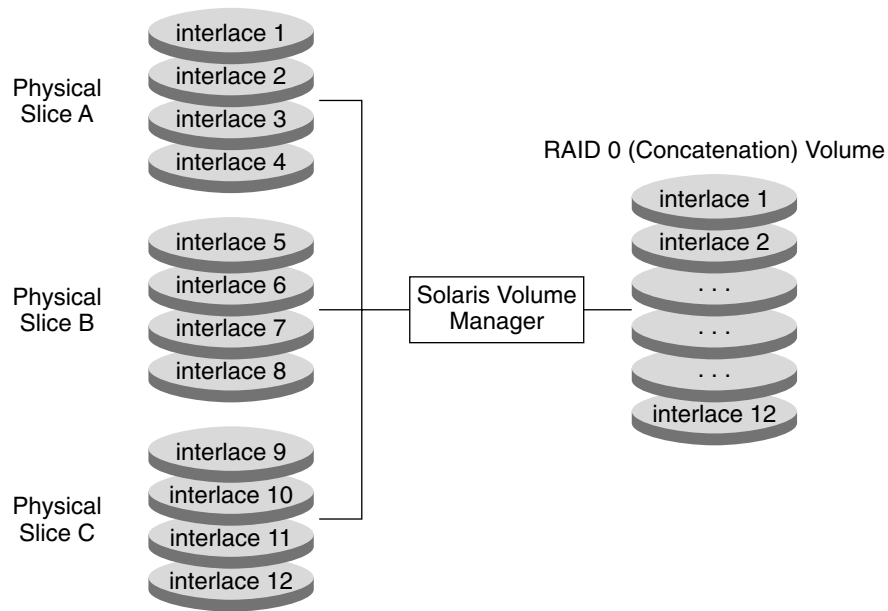 Physical
Slice A
interlace 1
interlace 2
interlace 3
interlace 4
Physical
Slice B
interlace 5
interlace 6
interlace 7
interlace 8
Physical
Slice C
interlace 9
interlace 10
interlace 11
interlace 12
Solaris Volume
Manager
RAID 0 (Concatenation) Volume
interlace 1
interlace 2
. . .
. . .
. . .
interlace 12